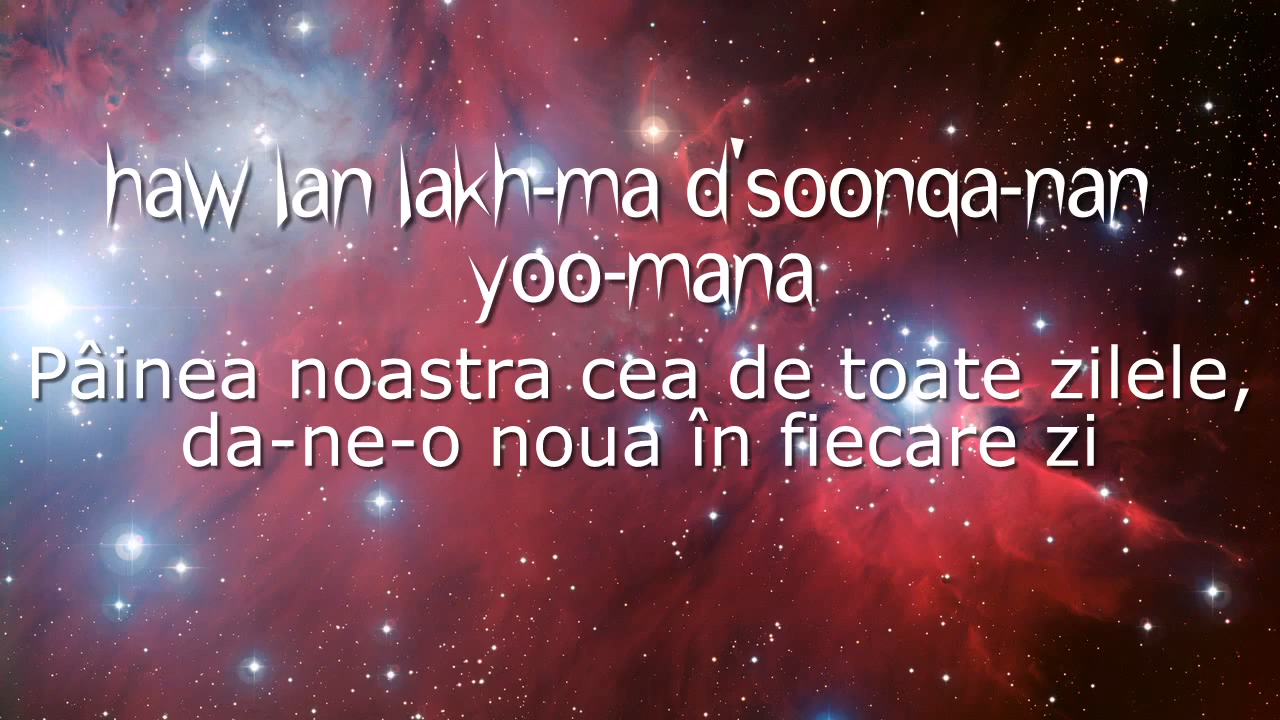 haw lan lakh-ma d'soonqa-nan
yoo-mana
Pâinea noastra cea de toate zilele,
da-ne-o noua în fiecare zi